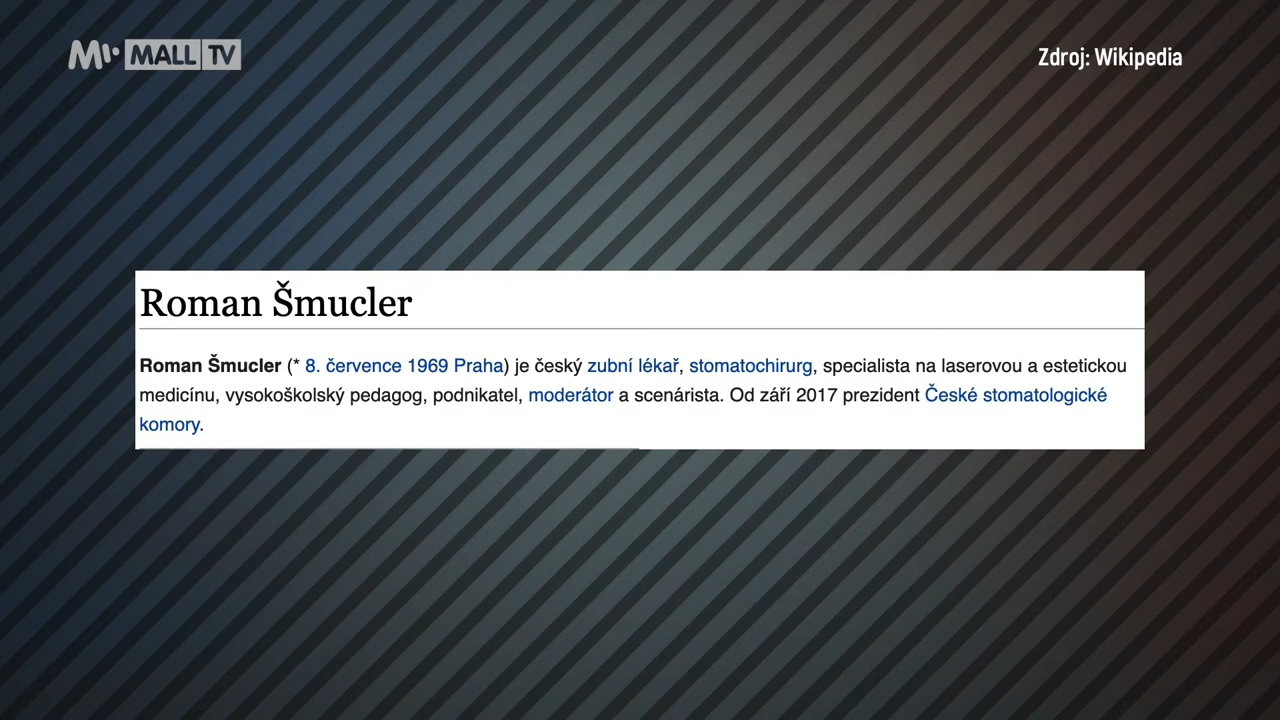 MALL TV
Zdroj: Wikipedia
Roman Šmucler
Roman Šmucler (* 8. července 1969 Praha) je český zubní lékař, stomatochirurg, specialista na laserovou a estetickou
medicínu, vysokoškolský pedagog, podnikatel, moderátor a scenárista. Od září 2017 prezident České stomatologické
komory.